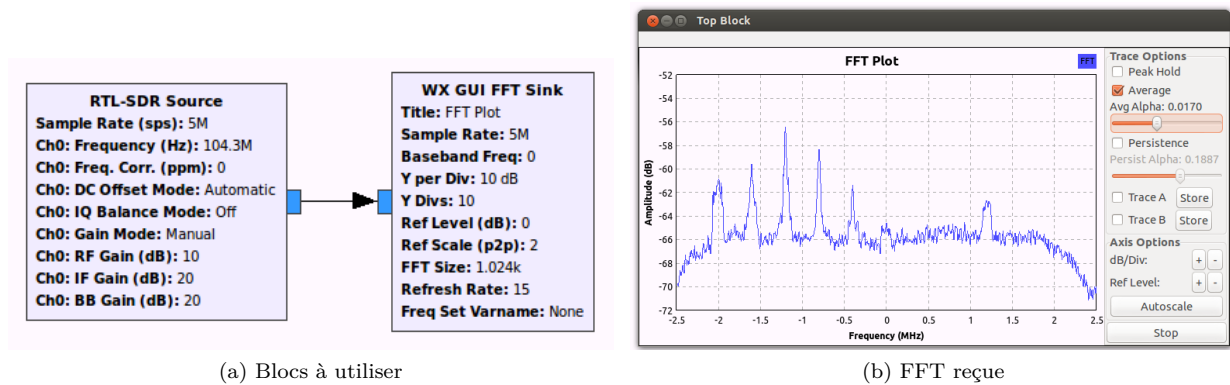 RTL-SDR Source
Sample Rate (sps): 5M
Ch0: Frequency (Hz): 104.3M
Ch0: Freq. Corr. (ppm): 0
Ch0: DC Offset Mode: Automatic
Ch0: IQ Balance Mode: Off
Ch0: Gain Mode: Manual
Ch0: RF Gain (dB): 10
Ch0: IF Gain (dB): 20
Ch0: BB Gain (dB): 20
WX GUI FFT Sink
Title: FFT Plot
Sample Rate: 5M
Baseband Freq: 0
Y per Div: 10 dB
Y Divs: 10
Ref Level (dB): 0
Ref Scale (p2p): 2
FFT Size: 1.024k
Refresh Rate: 15
Freq Set Varname: None
(a) Blocs à utiliser
Top Block
FFT Plot
FFT
Amplitude (dB)
-52
-54
-56
-58
-60
-62
-64
-66
-68
-70
-72
-2.5 -2 -1.5 -1 -0.5 0 0.5 1 1.5 2 2.5
Frequency (MHz)
Trace Options
Peak Hold
Average
Avg Alpha: 0.0170
Persistence
Persist Alpha: 0.1887
Trace A Store
Trace B Store
Axis Options
dB/Div: + -
Ref Level: + -
Autoscale
Stop
(b) FFT reçue